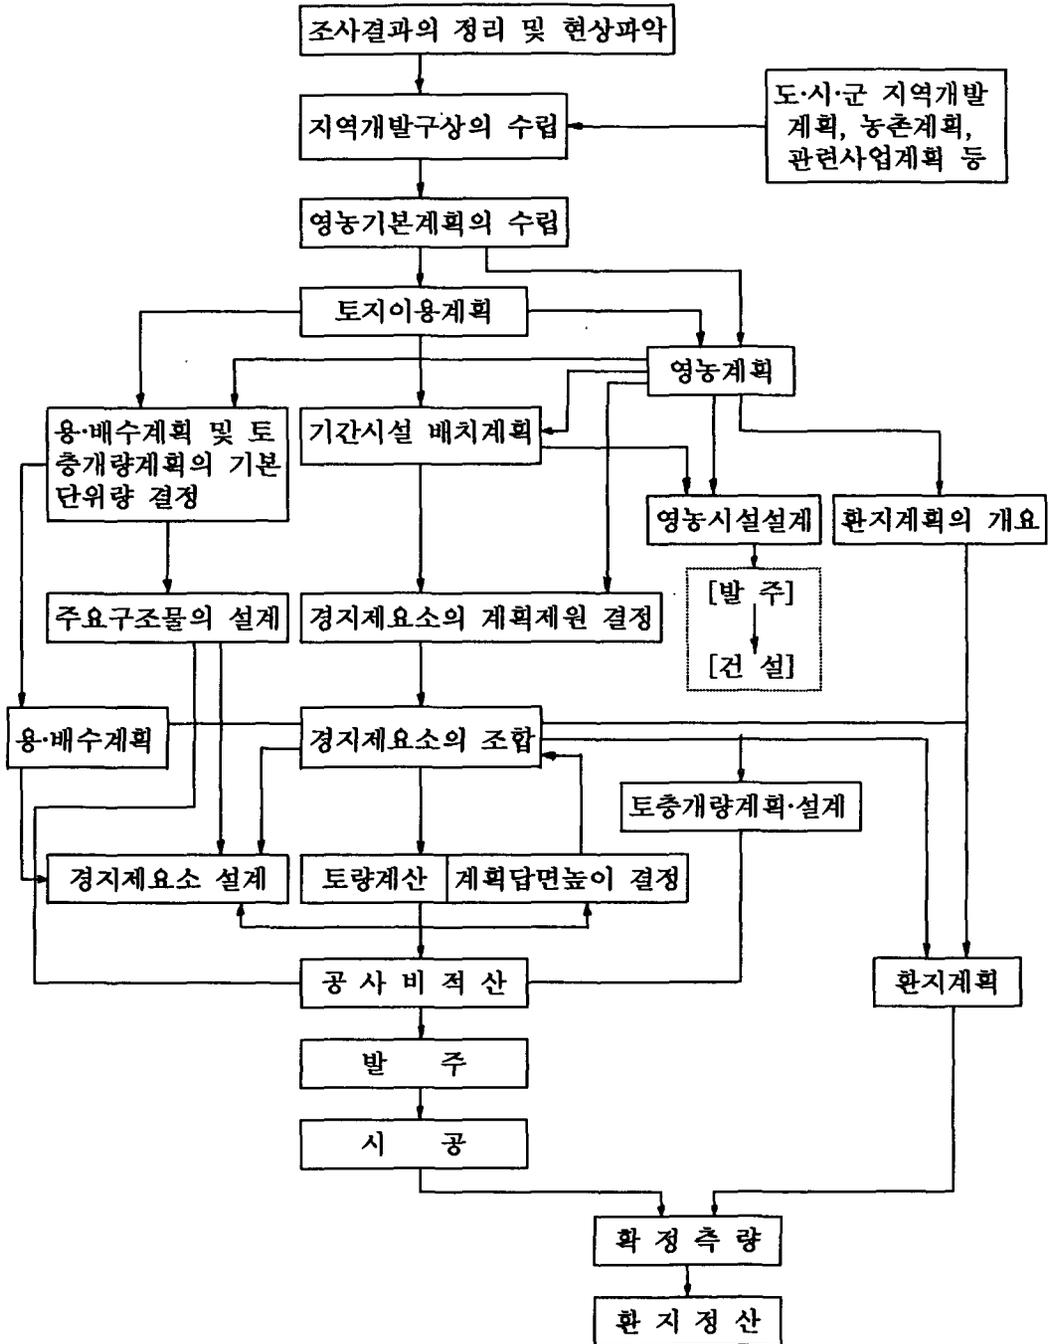 조사결과의 정리 및 현상파악
지역개발구상의 수립
도·시·군 지역개발
계획, 농촌계획,
관련사업계획 등
영농기본계획의 수립
토지이용계획
영농계획
용·배수계획 및 토
층개량계획의 기본
단위량 결정
기간시설 배치계획
영농시설설계
환지계획의 개요
[발 주]
[건 설]
주요구조물의 설계
경지제요소의 계획제원 결정
용·배수계획
경지제요소의 조합
토층개량계획·설계
경지제요소 설계
토량계산
계획답면높이 결정
공 사 비 적 산
환지계획
발 주
시 공
확 정 측 량
환 지 정 산